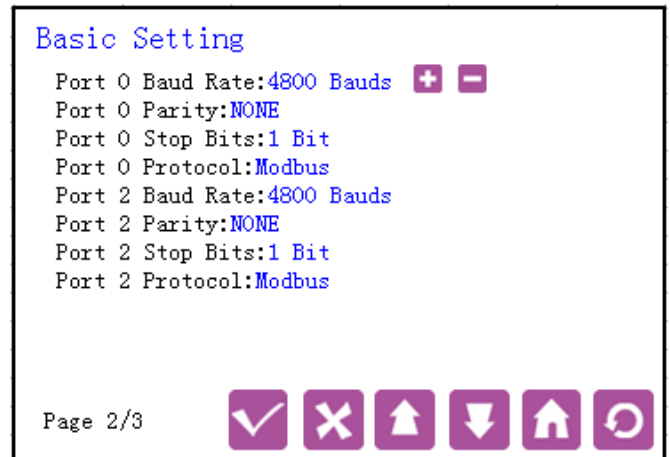 Basic Setting
Port 0 Baud Rate:4800 Bauds
Port 0 Parity:NONE
Port 0 Stop Bits:1 Bit
Port 0 Protocol:Modbus
Port 2 Baud Rate:4800 Bauds
Port 2 Parity:NONE
Port 2 Stop Bits:1 Bit
Port 2 Protocol:Modbus
Page 2/3